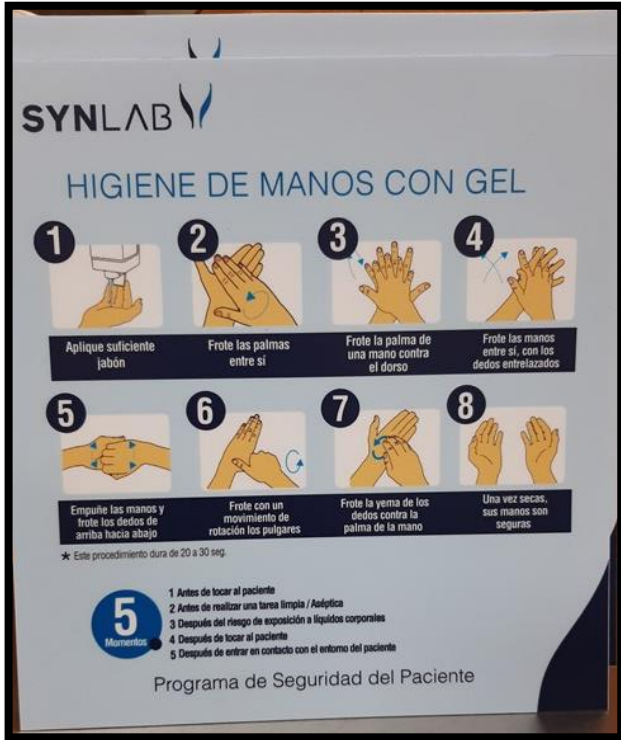 SYNLAB
HIGIENE DE MANOS CON GEL
1
Aplique suficiente
jabón
2
Frote las palmas
entre sí
3
Frote la palma de
una mano contra
el dorso
4
Frote las manos
entre sí, con los
dedos entrelazados
5
Empuñe las manos y
frote los dedos de
arriba hacia abajo
6
Frote con un
movimiento de
rotación los pulgares
7
Frote la yema de los
dedos contra la
palma de la mano
8
Una vez secas,
sus manos son
seguras
★ Este procedimiento dura de 20 a 30 seg.
5
Momentos
1 Antes de tocar al paciente
2 Antes de realizar una tarea limpia / Aséptica
3 Después del riesgo de exposición a líquidos corporales
4 Después de tocar al paciente
5 Después de entrar en contacto con el entorno del paciente
Programa de Seguridad del Paciente